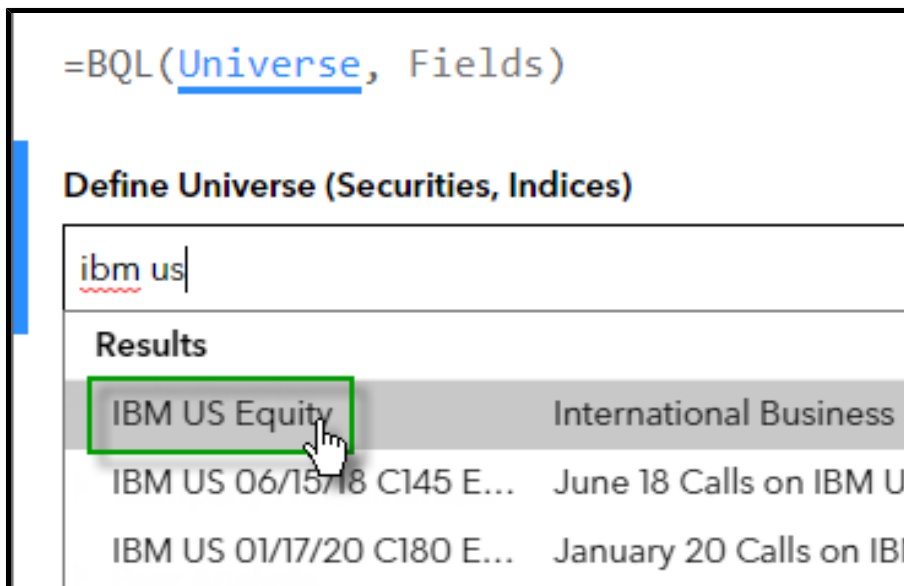 =BQL(Universe, Fields)
Define Universe (Securities, Indices)
ibm us
Results
IBM US Equity International Business
IBM US 06/15/18 C145 E... June 18 Calls on IBM U
IBM US 01/17/20 C180 E... January 20 Calls on IB